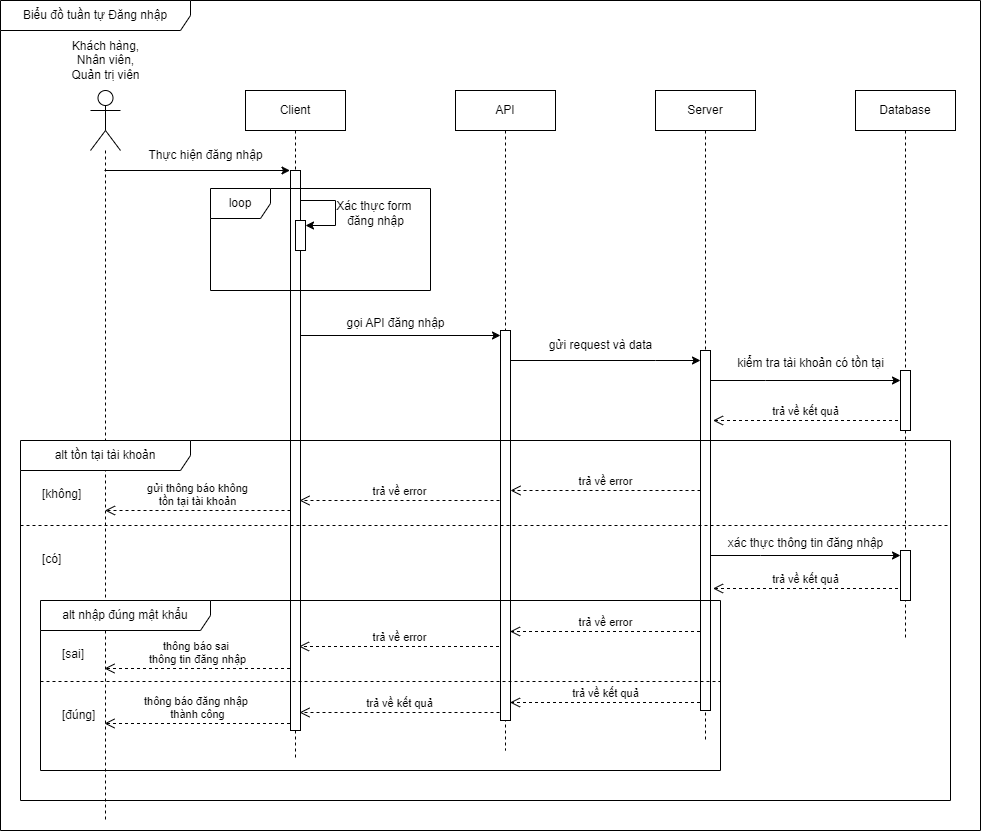 Biểu đồ tuần tự Đăng nhập
Khách hàng,
Nhân viên,
Quản trị viên
Client
API
Server
Database
Thực hiện đăng nhập
loop
Xác thực form
đăng nhập
gọi API đăng nhập
gửi request và data
kiểm tra tài khoản có tồn tại
trả về kết quả
alt tồn tại tài khoản
[không]
gửi thông báo không
tồn tại tài khoản
trả về error
trả về error
[có]
xác thực thông tin đăng nhập
trả về kết quả
alt nhập đúng mật khẩu
[sai]
thông báo sai
thông tin đăng nhập
trả về error
trả về error
[đúng]
thông báo đăng nhập
thành công
trả về kết quả
trả về kết quả